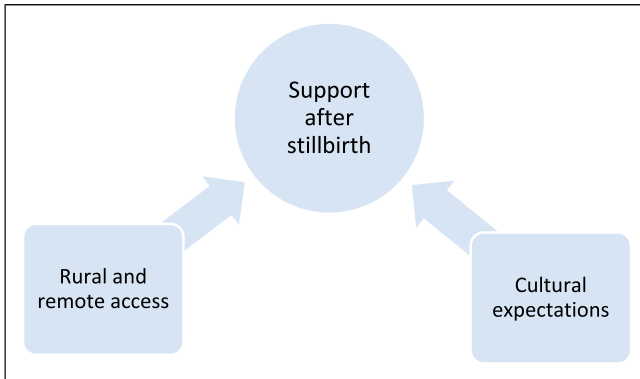 Support
after
stillbirth
Rural and
remote access
Cultural
expectations